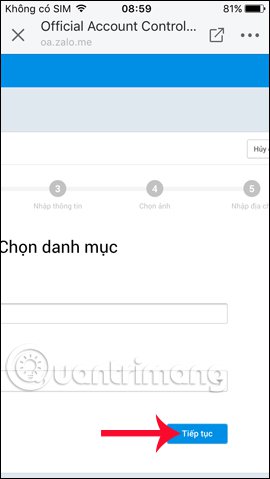 Không có SIM 08:59 81%
Official Account Control...
oa.zalo.me
Hủy
3 4 5
Nhập thông tin Chọn ảnh Nhập địa ch
Chọn danh mục
Quantrimang
Tiếp tục